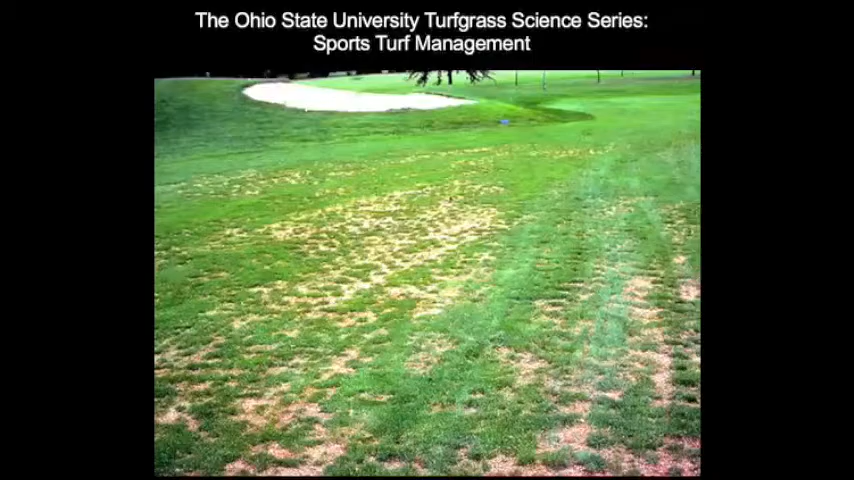 The Ohio State University Turfgrass Science Series:
Sports Turf Management